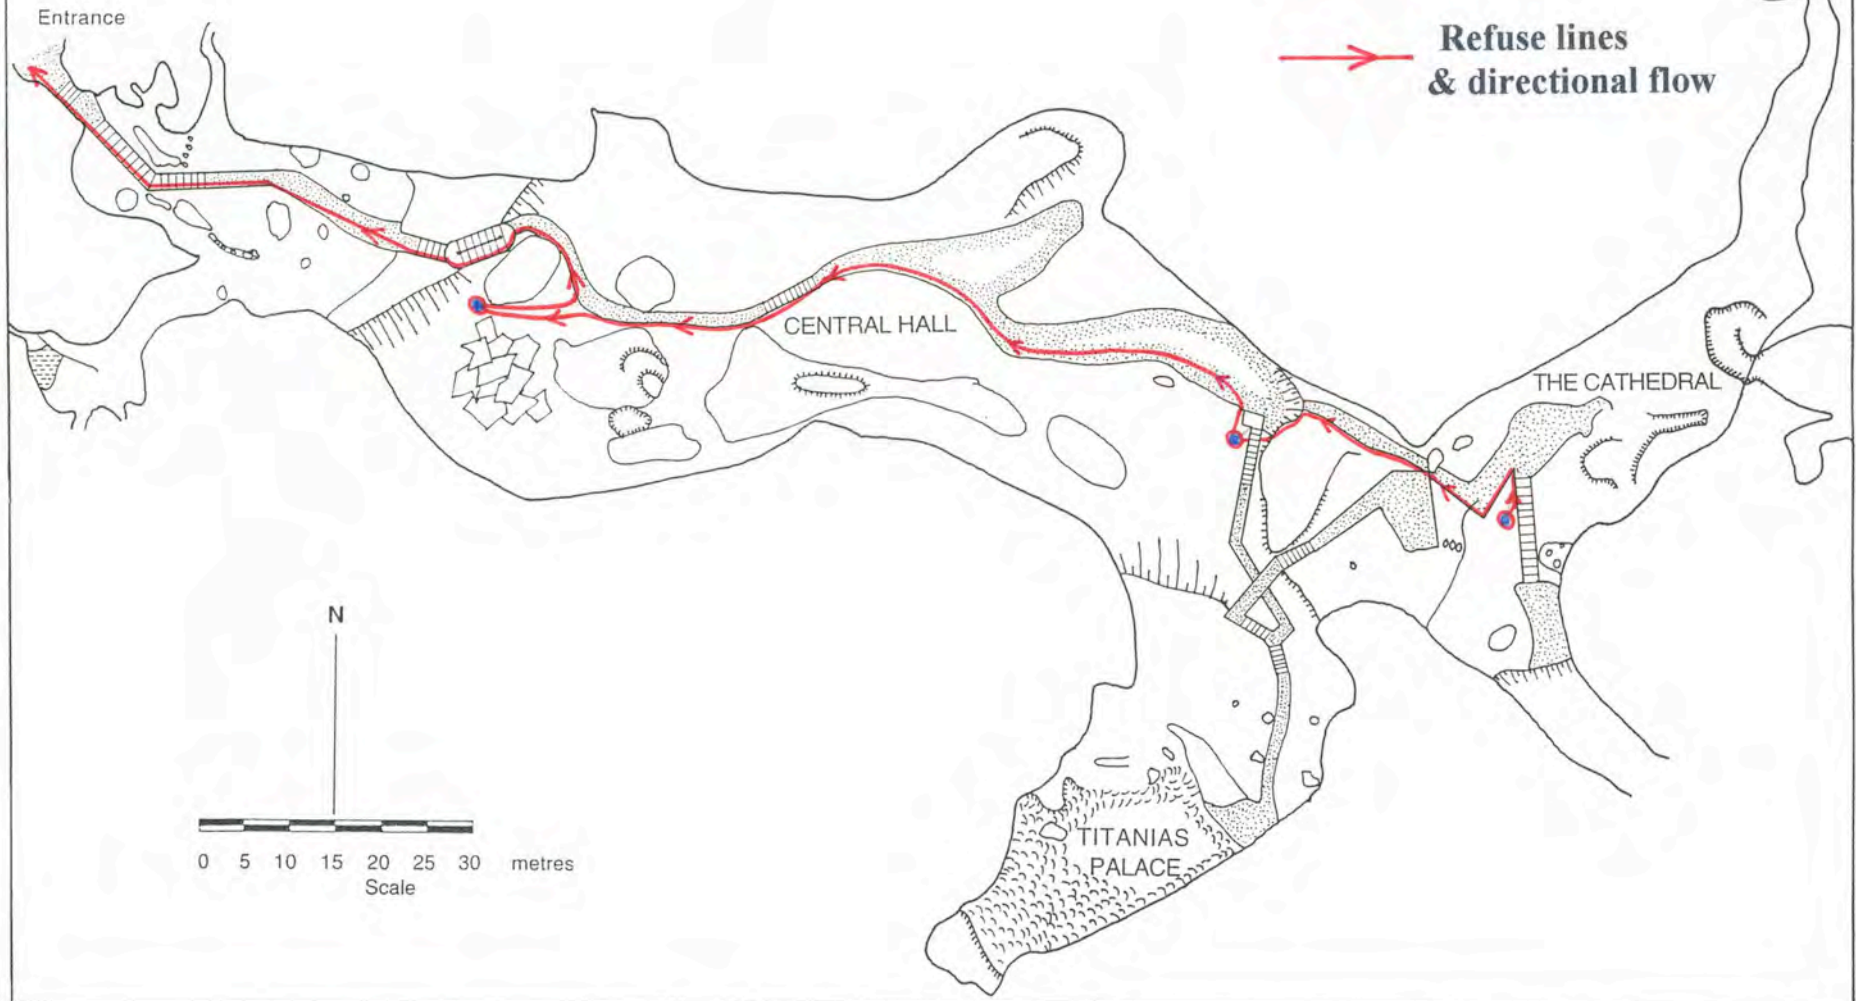 Entrance
Refuse lines
& directional flow
CENTRAL HALL
THE CATHEDRAL
N
TITANIAS
PALACE
0 5 10 15 20 25 30 metres
Scale